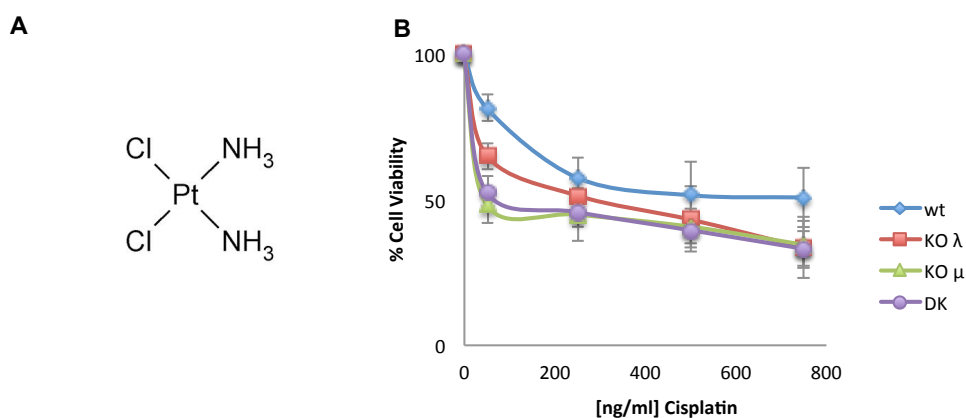 A
Cl
NH3
Pt
Cl
NH3
B
% Cell Viability
100
50
0
0
200
400
600
800
[ng/ml] Cisplatin
wt
KO λ
KO μ
DK